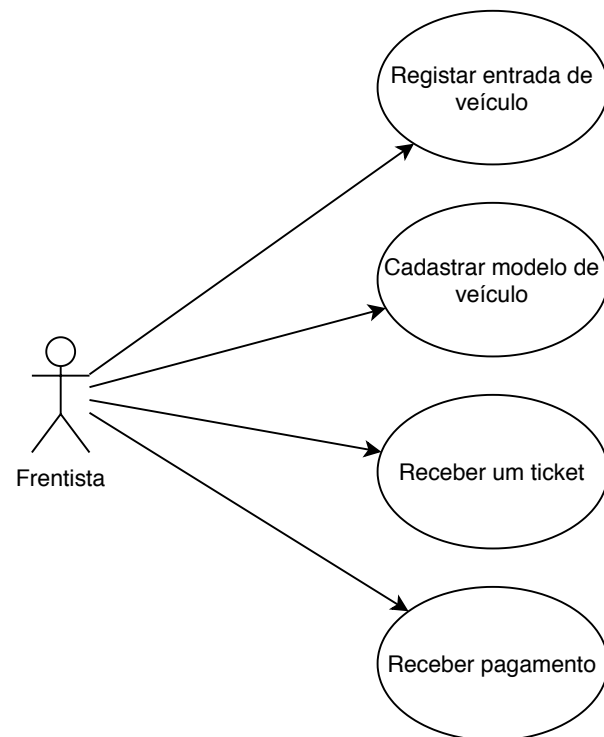 Registar entrada de
veículo
Cadastrar modelo de
veículo
Frentista
Receber um ticket
Receber pagamento